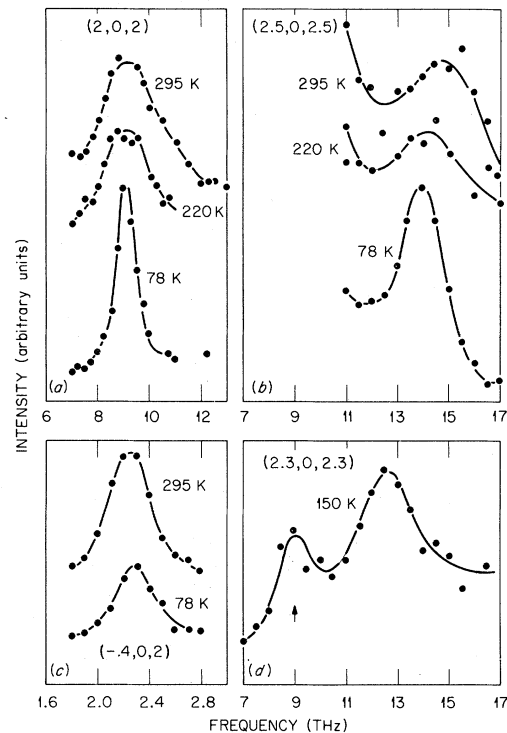 (2,0,2)
295 K
220 K
78 K
(a)
6 8 10 12
(2.5,0,2.5)
295 K
220 K
78 K
(b)
7 9 11 13 15 17
INTENSITY (arbitrary units)
295 K
78 K
(-.4,0,2)
(c)
1.6 2.0 2.4 2.8
(2.3,0,2.3)
150 K
(d)
7 9 11 13 15 17
FREQUENCY (THz)